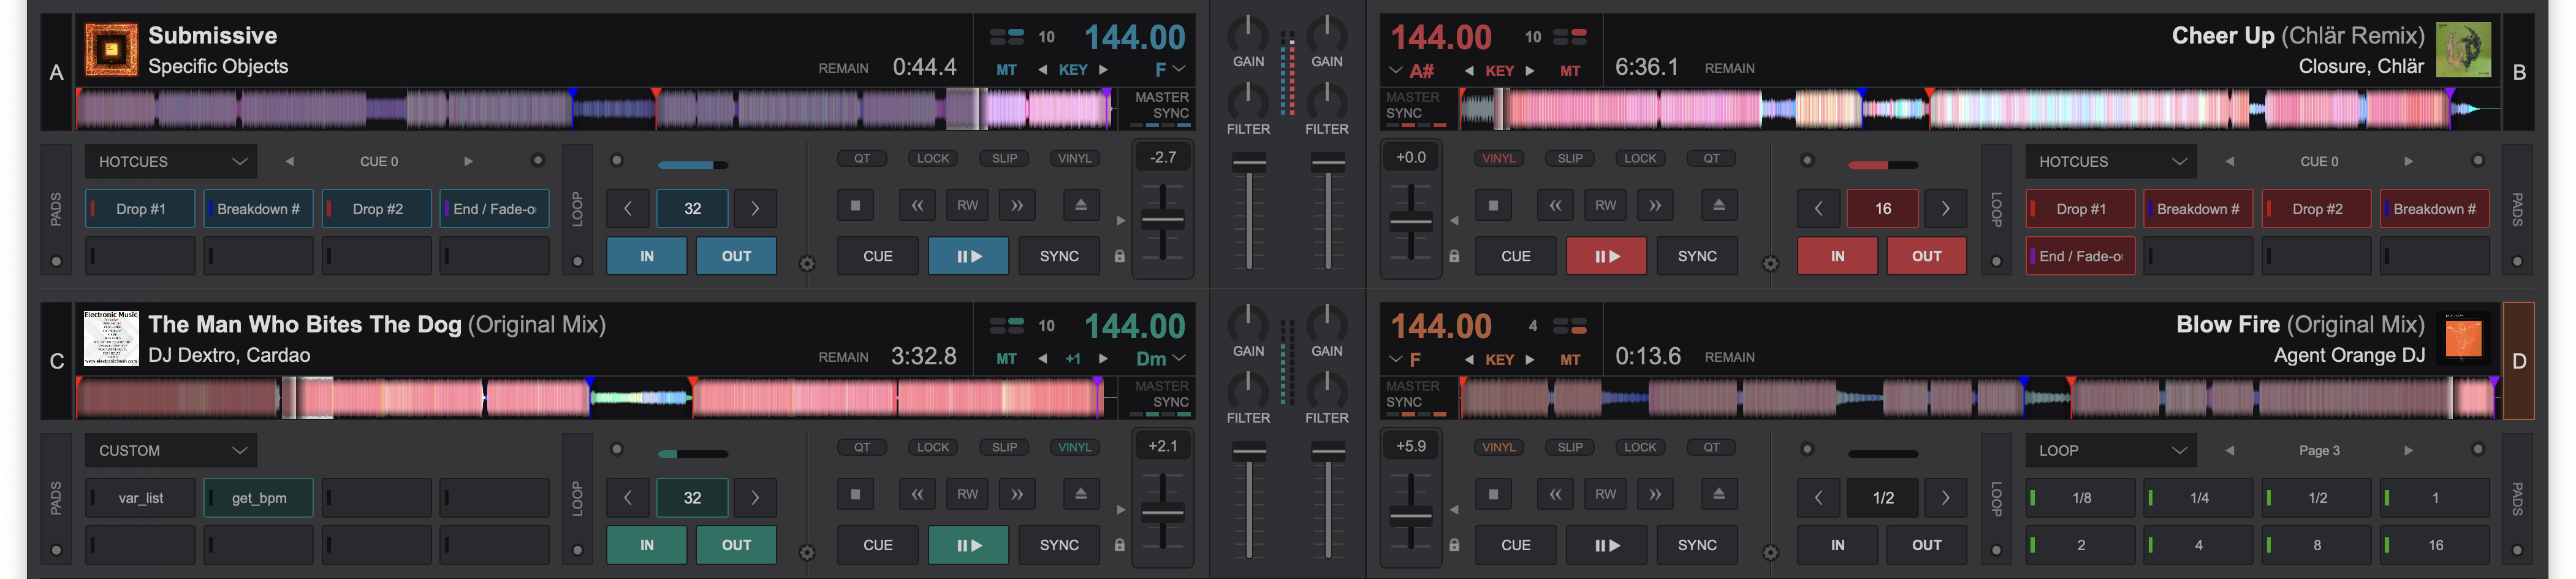 A
Submissive
Specific Objects
REMAIN 0:44.4
10 144.00
MT KEY F
MASTER
SYNC
PADS
HOTCUES CUE 0
Drop #1 Breakdown # Drop #2 End / Fade-o
LOOP
32
IN OUT
QT LOCK SLIP VINYL
RW
CUE SYNC
-2.7
GAIN GAIN
FILTER FILTER
B
Cheer Up (Chlär Remix)
Closure, Chlär
144.00 10
A# KEY MT
6:36.1 REMAIN
MASTER
SYNC
+0.0
VINYL SLIP LOCK QT
RW
CUE SYNC
16
IN OUT
LOOP
HOTCUES CUE 0
Drop #1 Breakdown # Drop #2 Breakdown #
End / Fade-o
PADS
C
Electronic Music
The Man Who Bites The Dog (Original Mix)
DJ Dextro, Cardao
REMAIN 3:32.8
10 144.00
MT +1 Dm
MASTER
SYNC
PADS
CUSTOM
var_list get_bpm
LOOP
32
IN OUT
QT LOCK SLIP VINYL
RW
CUE SYNC
+2.1
GAIN GAIN
FILTER FILTER
D
Blow Fire (Original Mix)
Agent Orange DJ
144.00 4
F KEY MT
0:13.6 REMAIN
MASTER
SYNC
+5.9
VINYL SLIP LOCK QT
RW
CUE SYNC
1/2
IN OUT
LOOP
LOOP Page 3
1/8 1/4 1/2 1
2 4 8 16
PADS